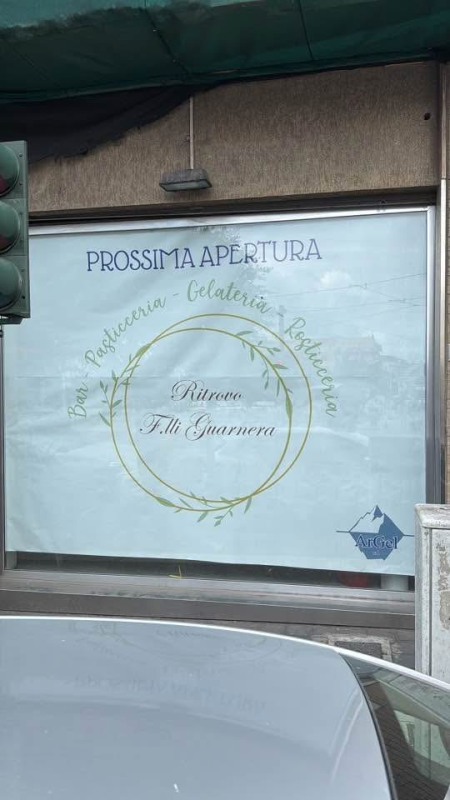 PROSSIMA APERTURA
Bar - Pasticceria - Gelateria - Rosticceria
Ritrovo
F.lli Guarnera
ArGel